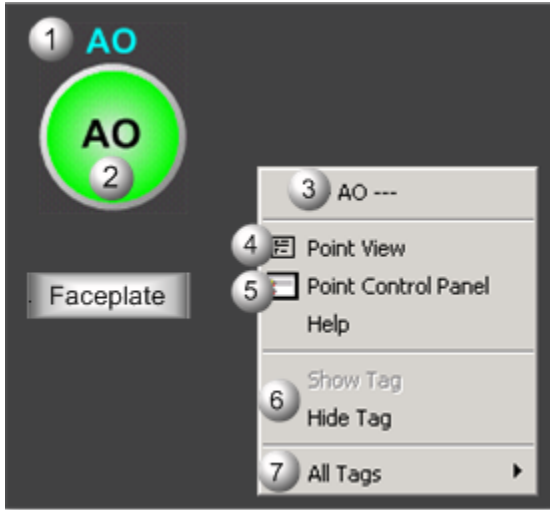 1 AO
AO
2
3 AO ---
4 Point View
Faceplate
5 Point Control Panel
Help
Show Tag
6
Hide Tag
7 All Tags